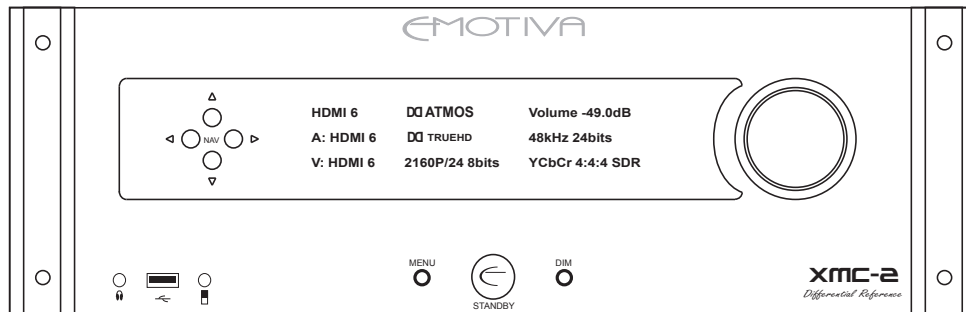 EMOTIVA
HDMI 6 DD ATMOS Volume -49.0dB
A: HDMI 6 DD TRUEHD 48kHz 24bits
NAV
V: HDMI 6 2160P/24 8bits YCbCr 4:4:4 SDR
MENU
DIM
STANDBY
XMC-2
Differential Reference